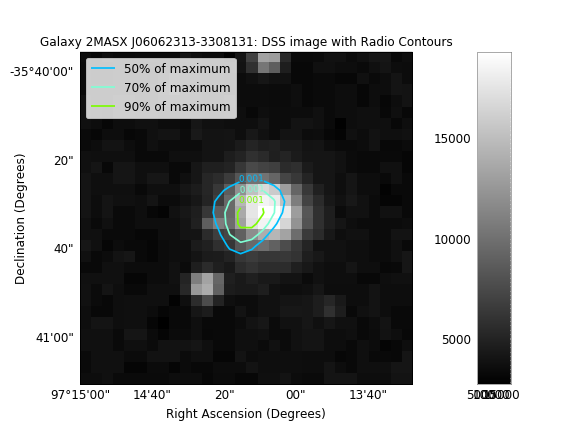 Galaxy 2MASX J06062313-3308131: DSS image with Radio Contours
50% of maximum
70% of maximum
90% of maximum
-35°40'00"
20"
40"
41'00"
Declination (Degrees)
0.001
0.001
97°15'00" 14'40" 20" 00" 13'40"
Right Ascension (Degrees)
15000
10000
5000